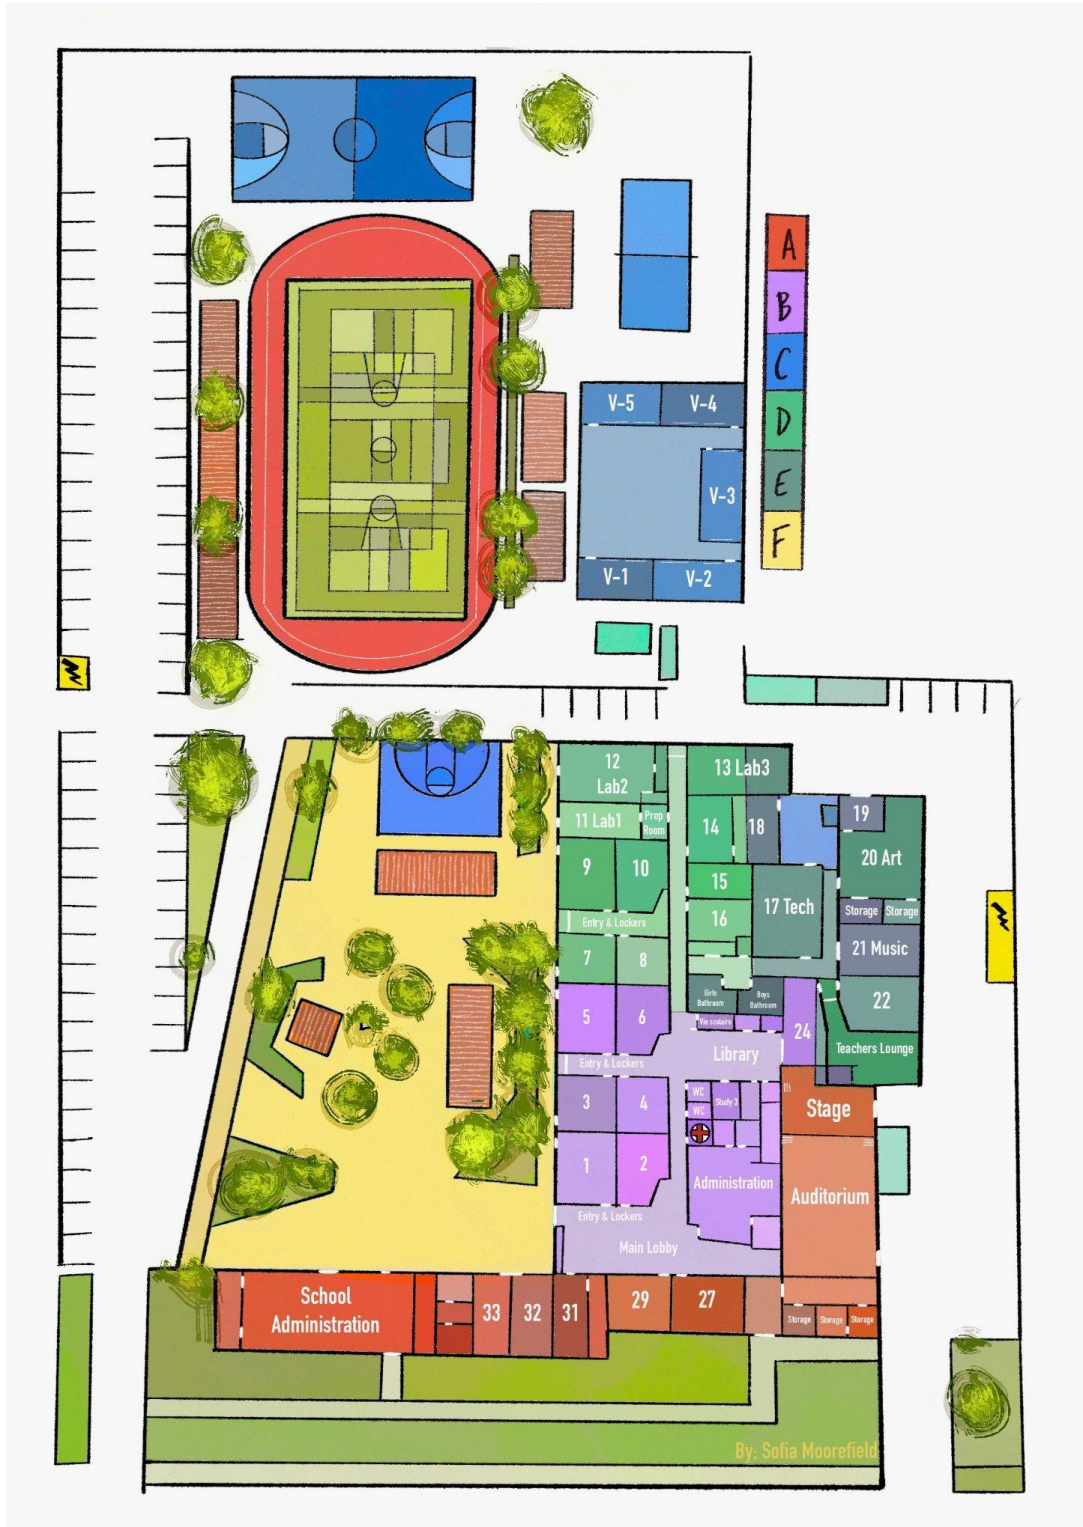 A
B
C
D
E
F
V-5
V-4
V-3
V-1
V-2
12
Lab2
13 Lab3
11 Lab1
Prep
Room
14
18
19
20 Art
9
10
15
16
17 Tech
Storage
Storage
Entry & Lockers
21 Music
7
8
22
Girls
Bathroom
Boys
Bathroom
5
6
Vie scolaire
24
Library
Teachers Lounge
Entry & Lockers
3
4
WC
WC
Study 3
Stage
1
2
Administration
Auditorium
Entry & Lockers
Main Lobby
School
Administration
33
32
31
29
27
Storage
Storage
Storage
By: Sofia Moorefield